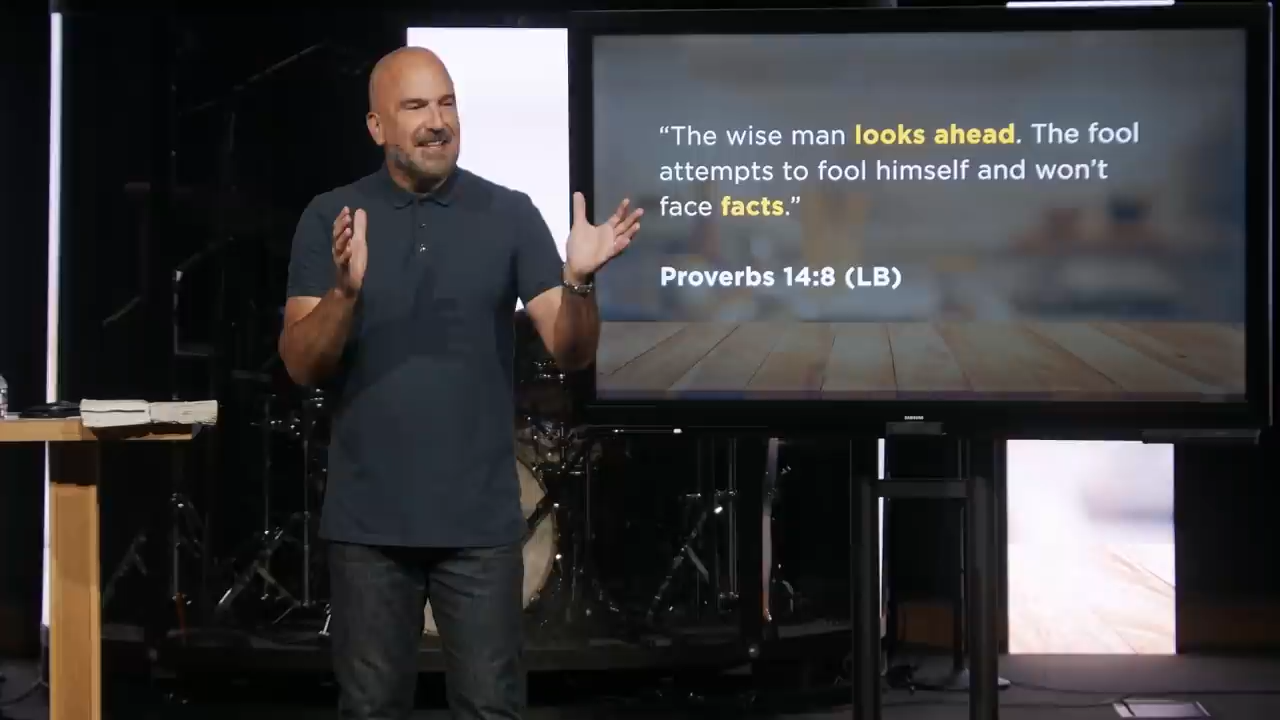 “The wise man looks ahead. The fool
attempts to fool himself and won’t
face facts.”
Proverbs 14:8 (LB)
SAMSUNG